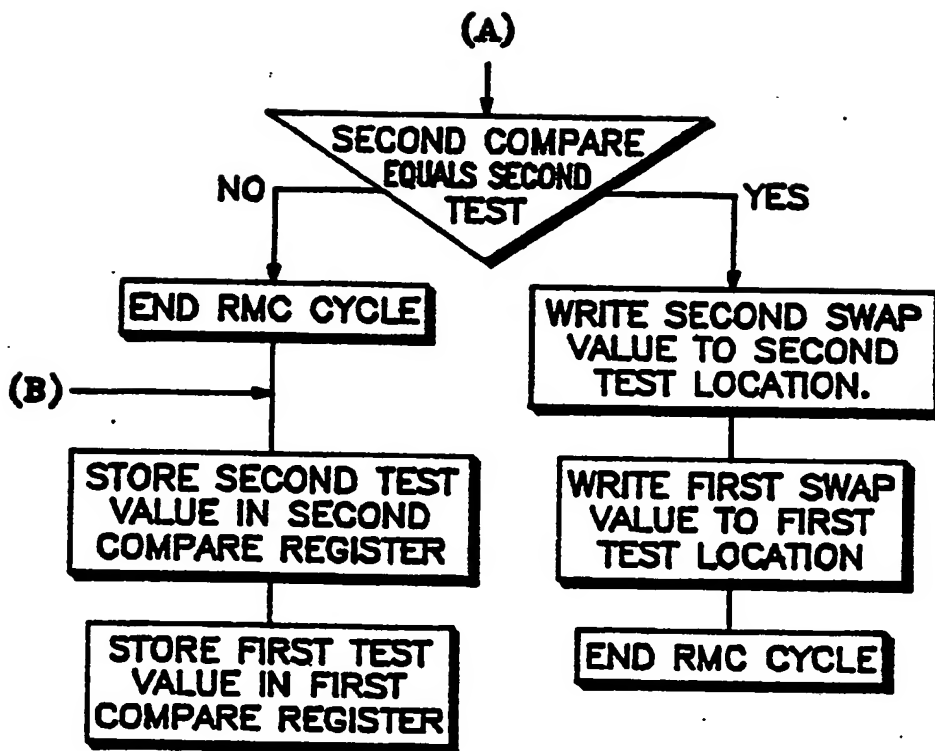 (A)
SECOND COMPARE
EQUALS SECOND
TEST
NO
YES
END RMC CYCLE
(B)
STORE SECOND TEST
VALUE IN SECOND
COMPARE REGISTER
STORE FIRST TEST
VALUE IN FIRST
COMPARE REGISTER
WRITE SECOND SWAP
VALUE TO SECOND
TEST LOCATION.
WRITE FIRST SWAP
VALUE TO FIRST
TEST LOCATION
END RMC CYCLE